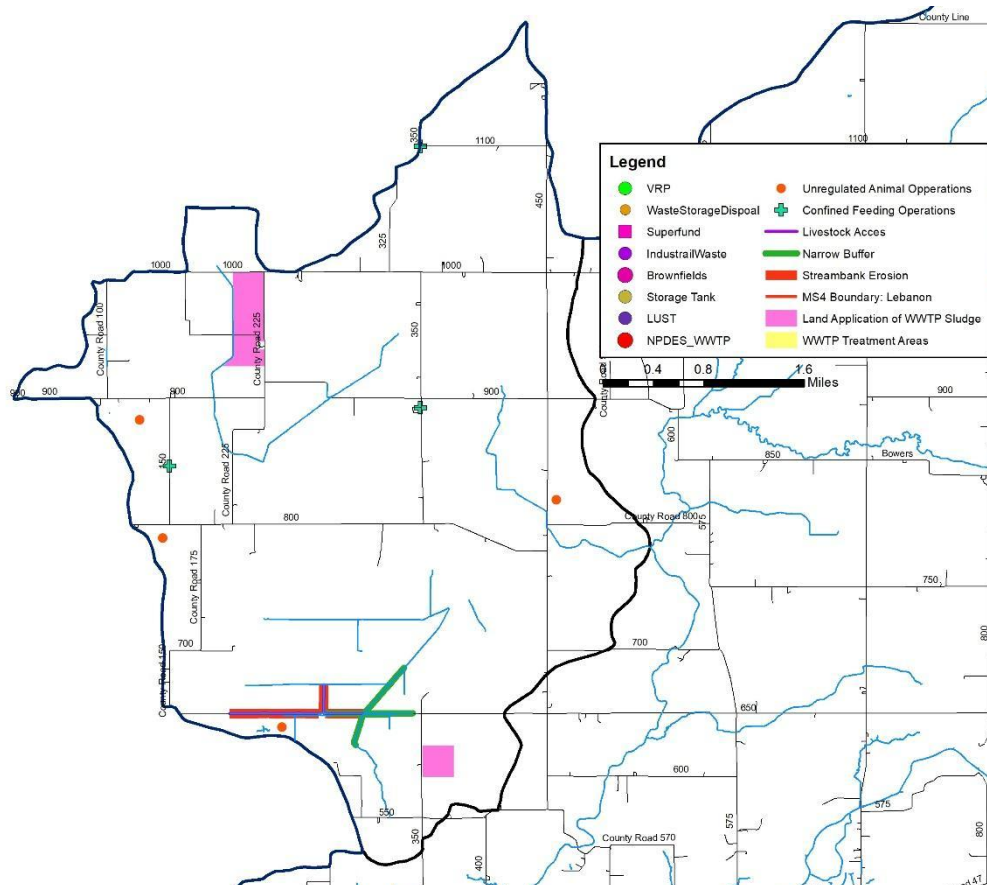 County Line
350
1100
1100
450
325
1000
1000
1000
County Road 100
County Road 225
350
900
900
800
900
900
150
County Road 225
Bowers
850
600
800
County Road 800
575
County Road 175
750
700
700
800
County Road 150
650
600
550
350
400
County Road 570
575
575
800
Legend
VRP
WasteStorageDispoal
Superfund
IndustrailWaste
Brownfields
Storage Tank
LUST
NPDES_WWTP
Unregulated Animal Opperations
Confined Feeding Operations
Livestock Acces
Narrow Buffer
Streambank Erosion
MS4 Boundary: Lebanon
Land Application of WWTP Sludge
WWTP Treatment Areas
0 0.4 0.8 1.6
Miles